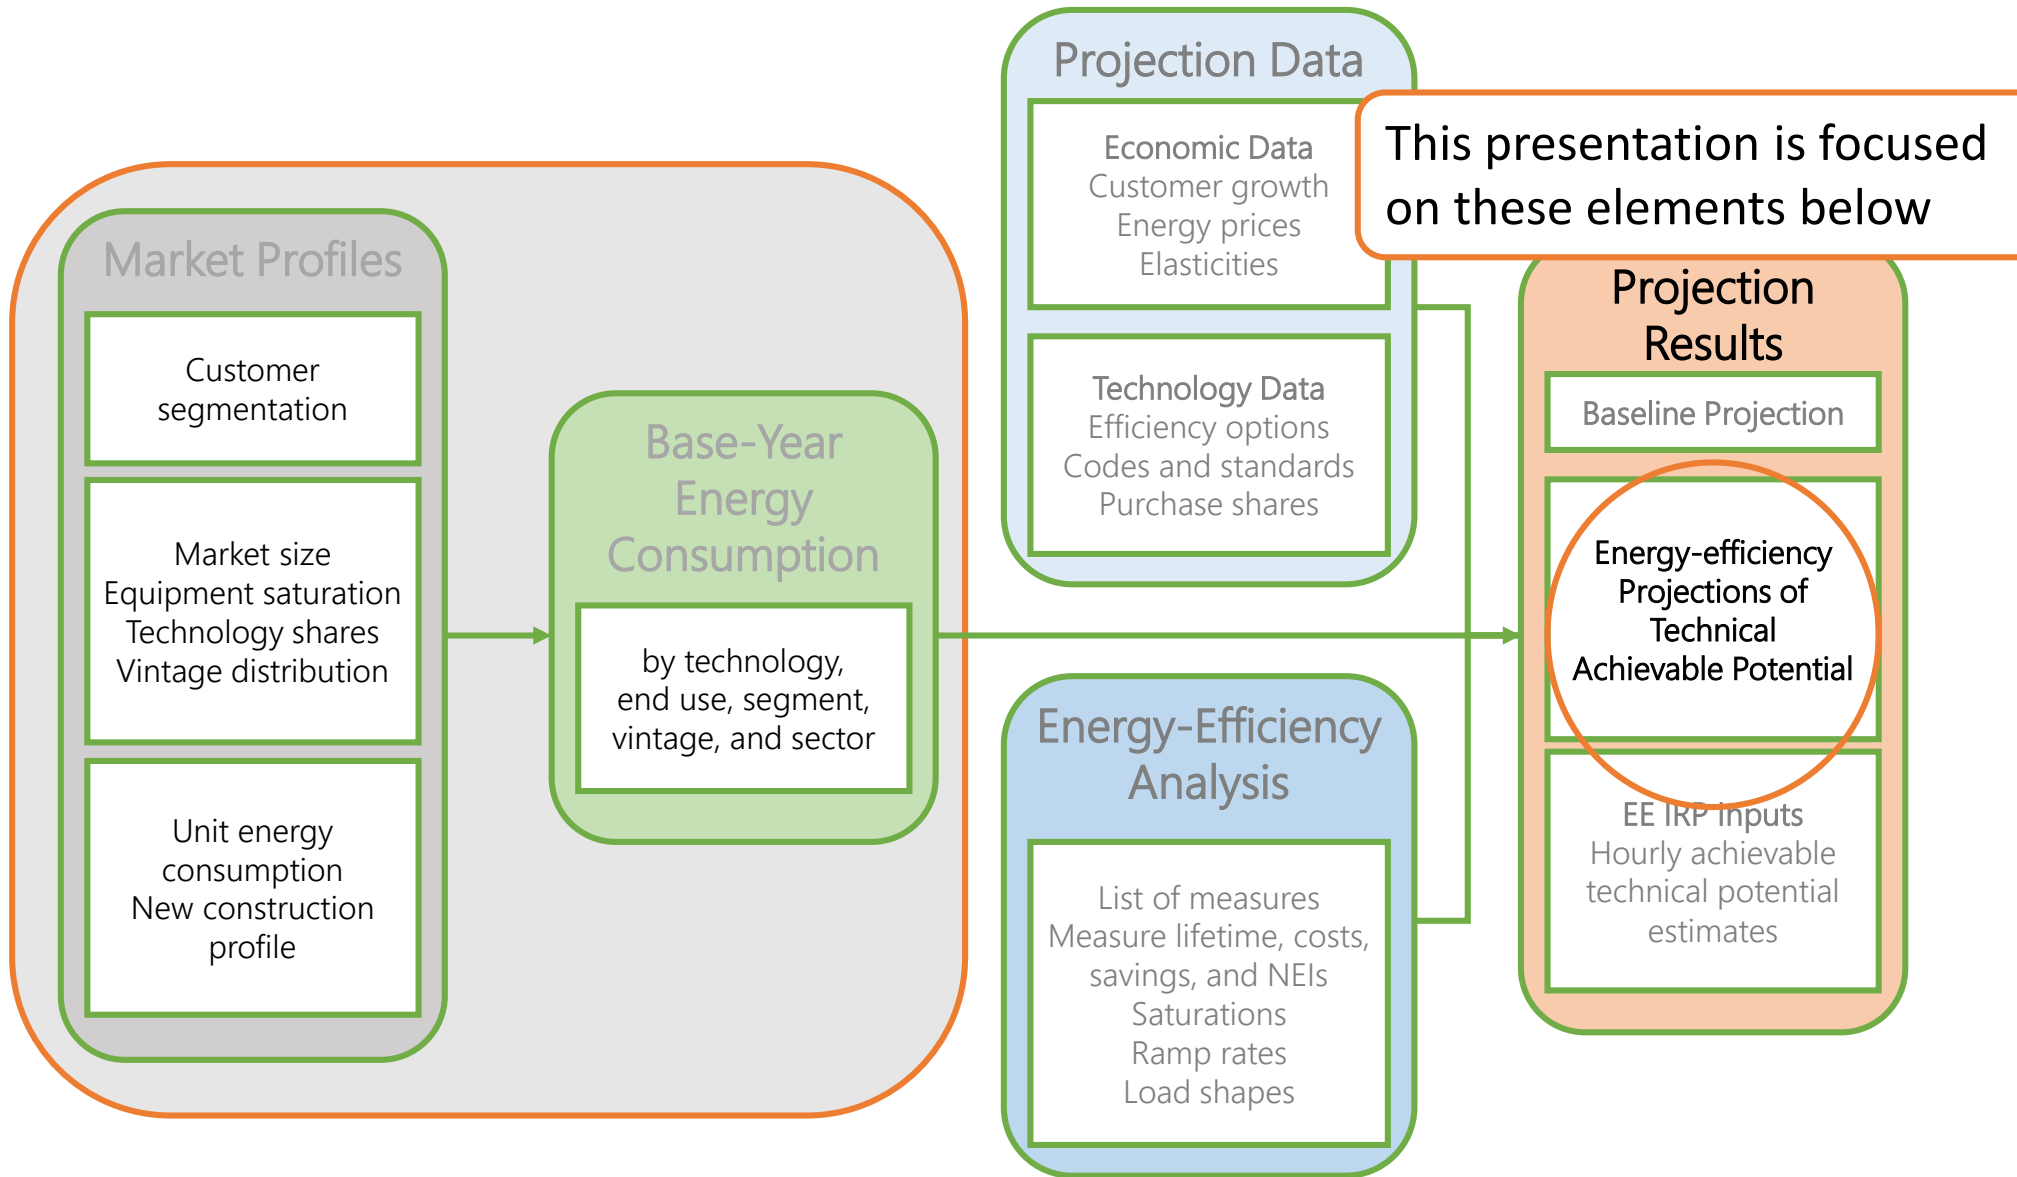 Market Profiles
Customer
segmentation
Market size
Equipment saturation
Technology shares
Vintage distribution
Unit energy
consumption
New construction
profile
Base-Year
Energy
Consumption
by technology,
end use, segment,
vintage, and sector
Projection Data
Economic Data
Customer growth
Energy prices
Elasticities
Technology Data
Efficiency options
Codes and standards
Purchase shares
Energy-Efficiency
Analysis
List of measures
Measure lifetime, costs,
savings, and NEIs
Saturations
Ramp rates
Load shapes
This presentation is focused
on these elements below
Projection
Results
Baseline Projection
Energy-efficiency
Projections of
Technical
Achievable Potential
EE IRP Inputs
Hourly achievable
technical potential
estimates